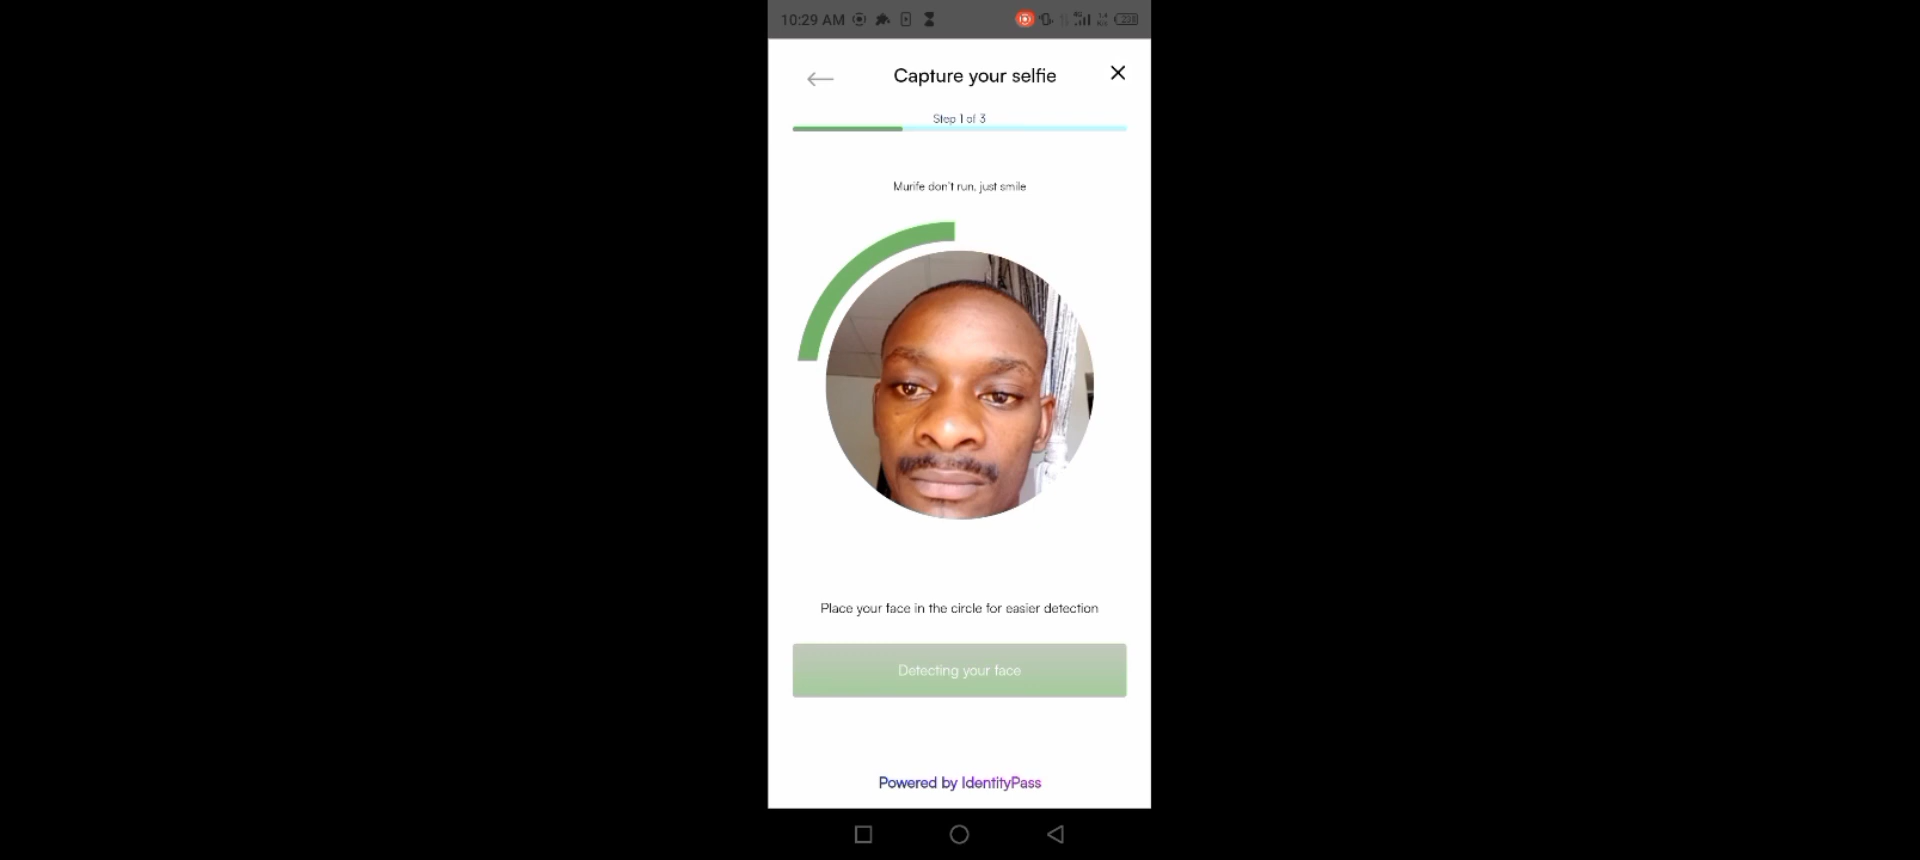 10:29 AM
Capture your selfie
Step 1 of 3
Murife don't run, just smile
Place your face in the circle for easier detection
Detecting your face
Powered by IdentityPass